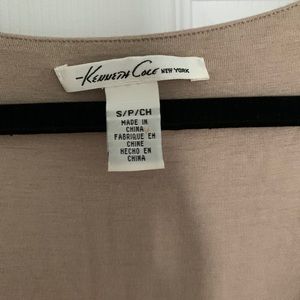 Kenneth Cole NEW YORK
S/P/CH
MADE IN
CHINA
FABRIQUE EN
CHINE
HECHO EN
CHINA